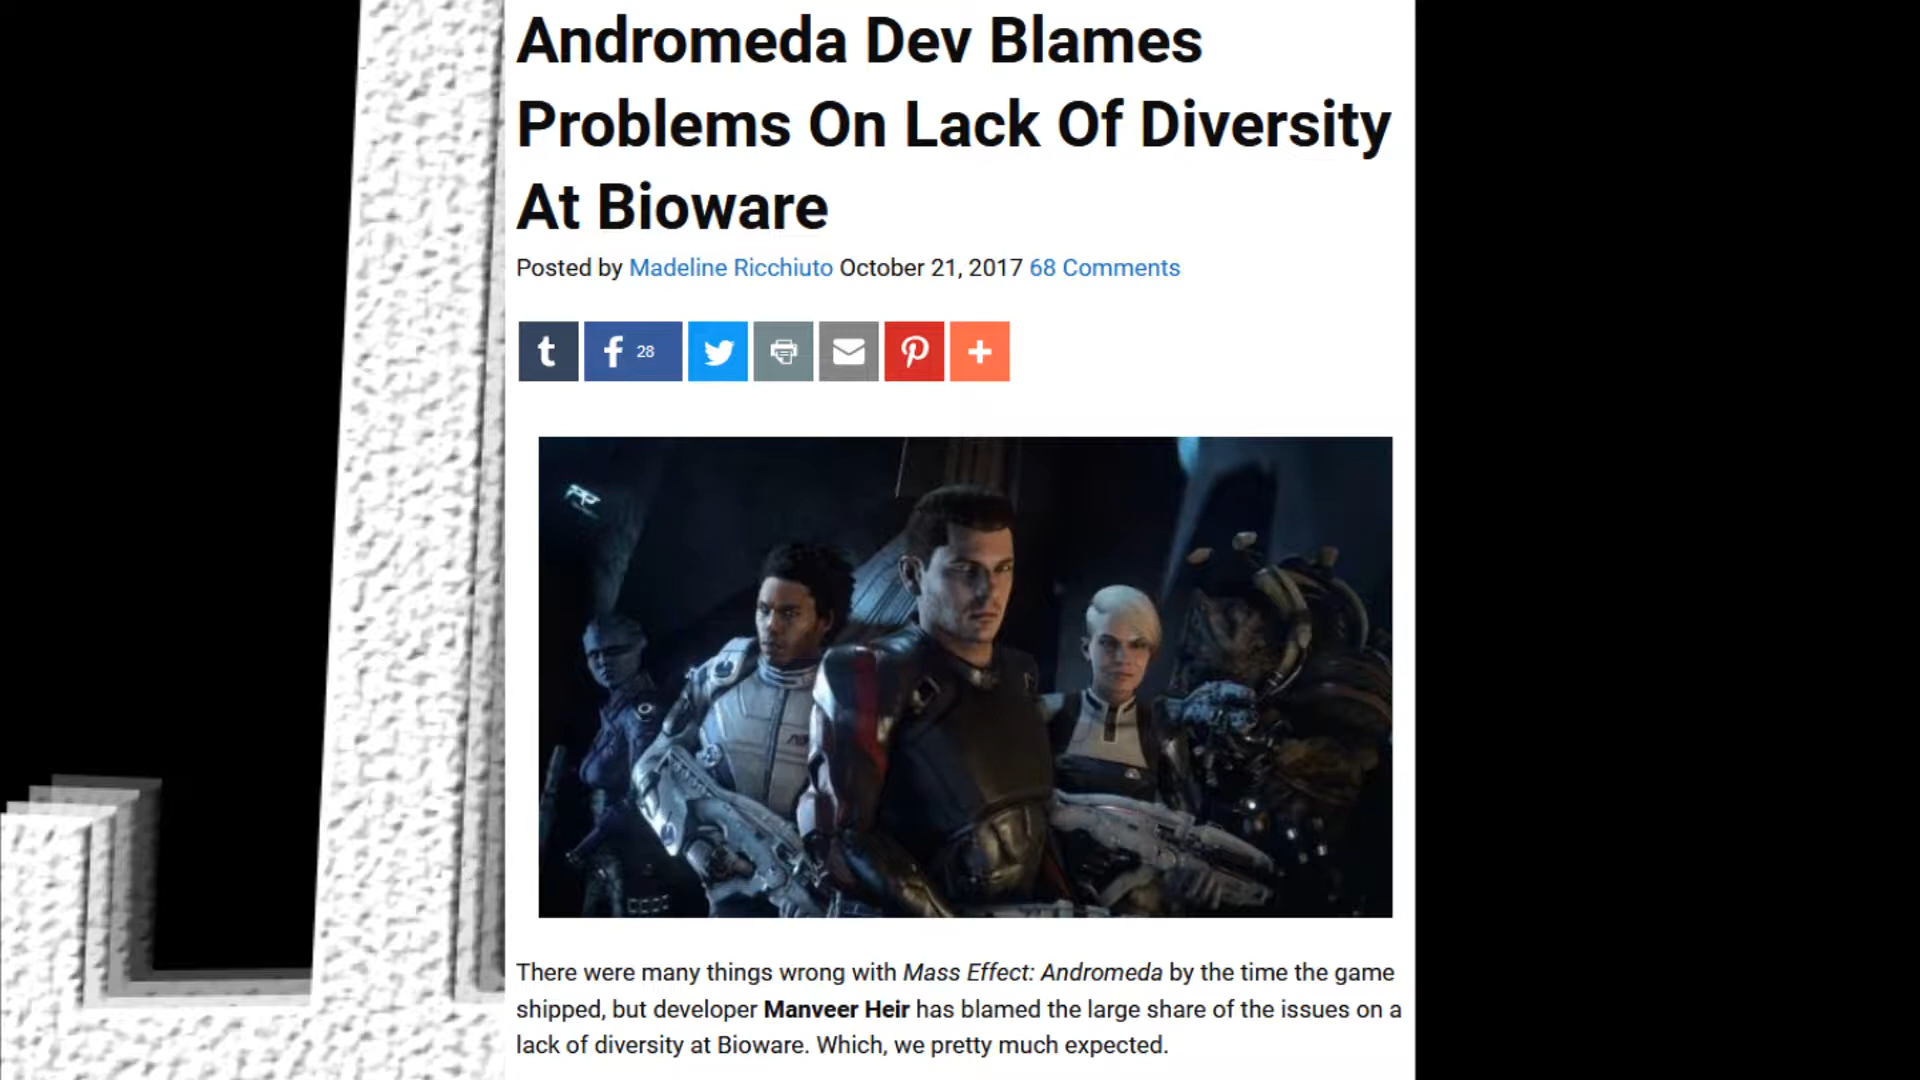 Andromeda Dev Blames
Problems On Lack Of Diversity
At Bioware
Posted by Madeline Ricchiuto October 21, 2017 68 Comments
28
There were many things wrong with Mass Effect: Andromeda by the time the game
shipped, but developer Manveer Heir has blamed the large share of the issues on a
lack of diversity at Bioware. Which, we pretty much expected.